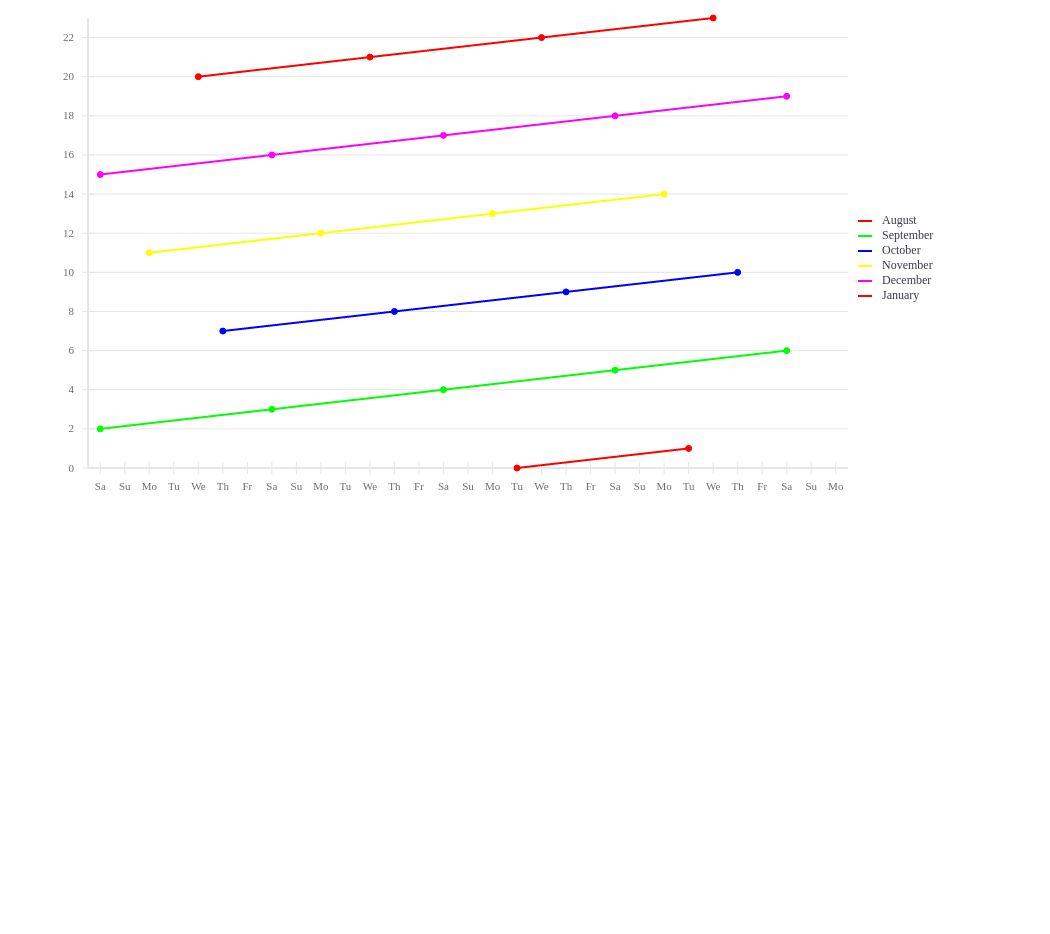 22
20
18
16
14
12
10
8
6
4
2
0
Sa Su Mo Tu We Th Fr Sa Su Mo Tu We Th Fr Sa Su Mo Tu We Th Fr Sa Su Mo Tu We Th Fr Sa Su Mo
August
September
October
November
December
January